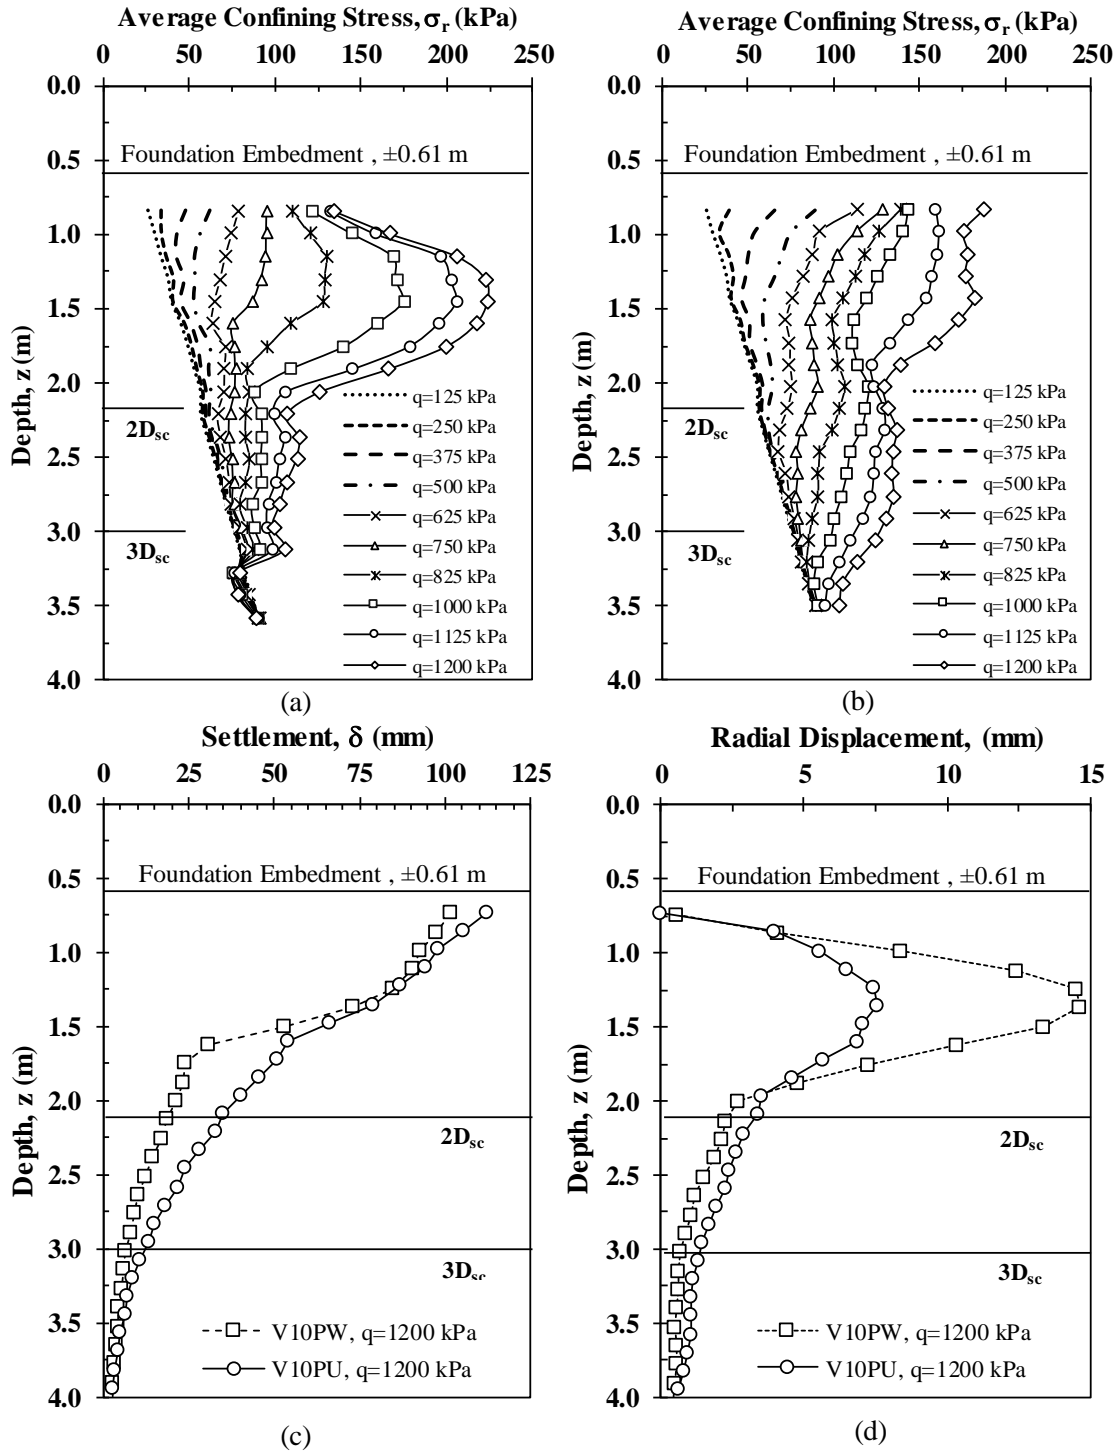 Average Confining Stress, σr (kPa)
0 50 100 150 200 250
0.0
0.5
1.0
1.5
2.0
2.5
3.0
3.5
4.0
Depth, z (m)
Foundation Embedment , ±0.61 m
2Dsc
3Dsc
q=125 kPa
q=250 kPa
q=375 kPa
q=500 kPa
q=625 kPa
q=750 kPa
q=825 kPa
q=1000 kPa
q=1125 kPa
q=1200 kPa
(a)
Average Confining Stress, σr (kPa)
0 50 100 150 200 250
0.0
0.5
1.0
1.5
2.0
2.5
3.0
3.5
4.0
Depth, z (m)
Foundation Embedment , ±0.61 m
2Dsc
3Dsc
q=125 kPa
q=250 kPa
q=375 kPa
q=500 kPa
q=625 kPa
q=750 kPa
q=825 kPa
q=1000 kPa
q=1125 kPa
q=1200 kPa
(b)
Settlement, δ (mm)
0 25 50 75 100 125
0.0
0.5
1.0
1.5
2.0
2.5
3.0
3.5
4.0
Depth, z (m)
Foundation Embedment , ±0.61 m
2Dsc
3Dsc
V10PW, q=1200 kPa
V10PU, q=1200 kPa
(c)
Radial Displacement, (mm)
0 5 10 15
0.0
0.5
1.0
1.5
2.0
2.5
3.0
3.5
4.0
Depth, z (m)
Foundation Embedment , ±0.61 m
2Dsc
3Dsc
V10PW, q=1200 kPa
V10PU, q=1200 kPa
(d)